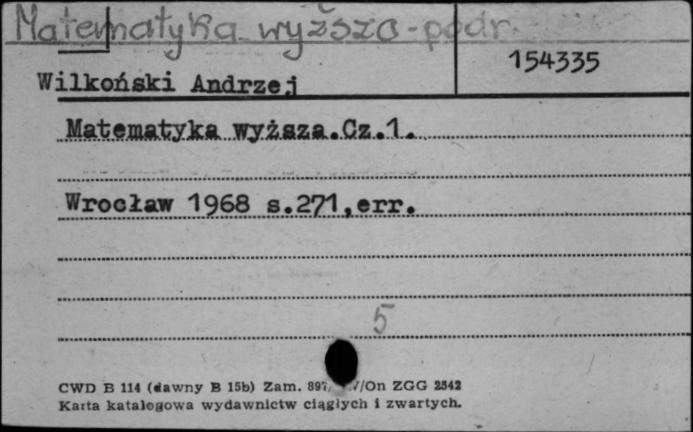 Matematyka wyższa - podr.
154335
Wilkoński Andrzej
Matematyka wyższa.Cz.1.
Wrocław 1968 s.271,err.
5
CWD B 114 (dawny B 15b) Zam. 897/ /On ZGG 2542
Karta katalogowa wydawnictw ciągłych i zwartych.